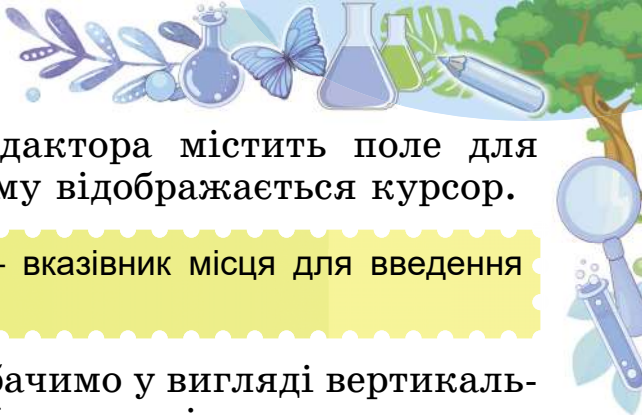 дактора містить поле для
му відображається курсор.
- вказівник місця для введення
бачимо у вигляді вертикаль-